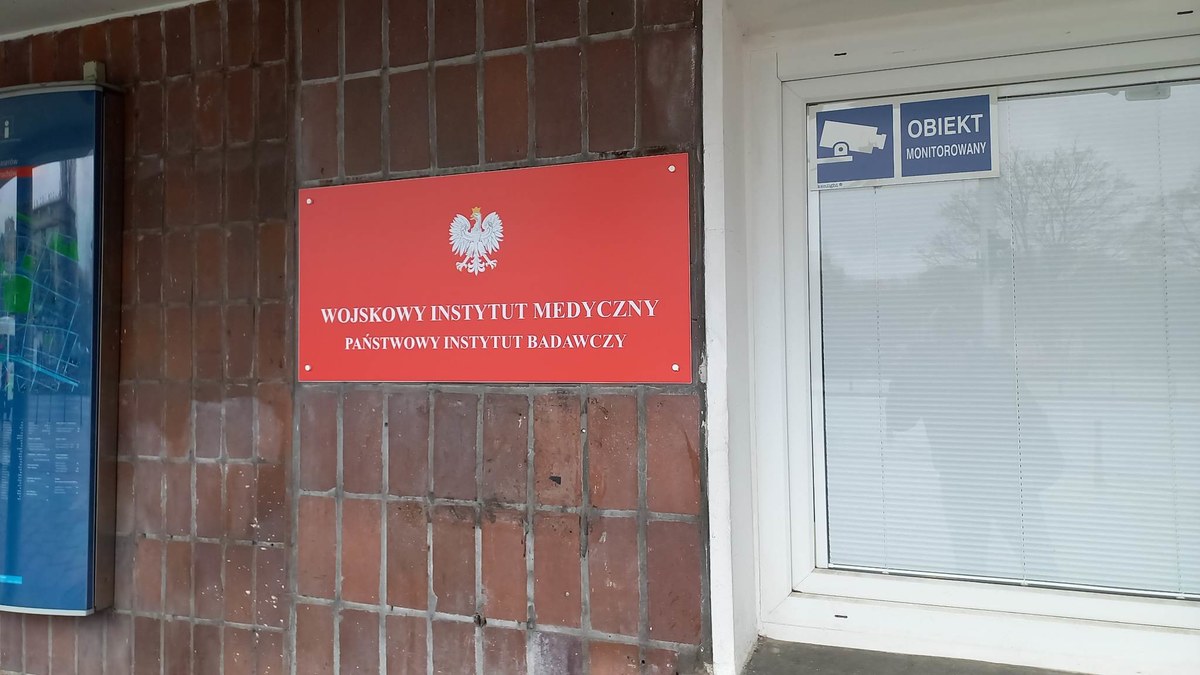 i
WOJSKOWY INSTYTUT MEDYCZNY
PAŃSTWOWY INSTYTUT BADAWCZY
OBIEKT
MONITOROWANY